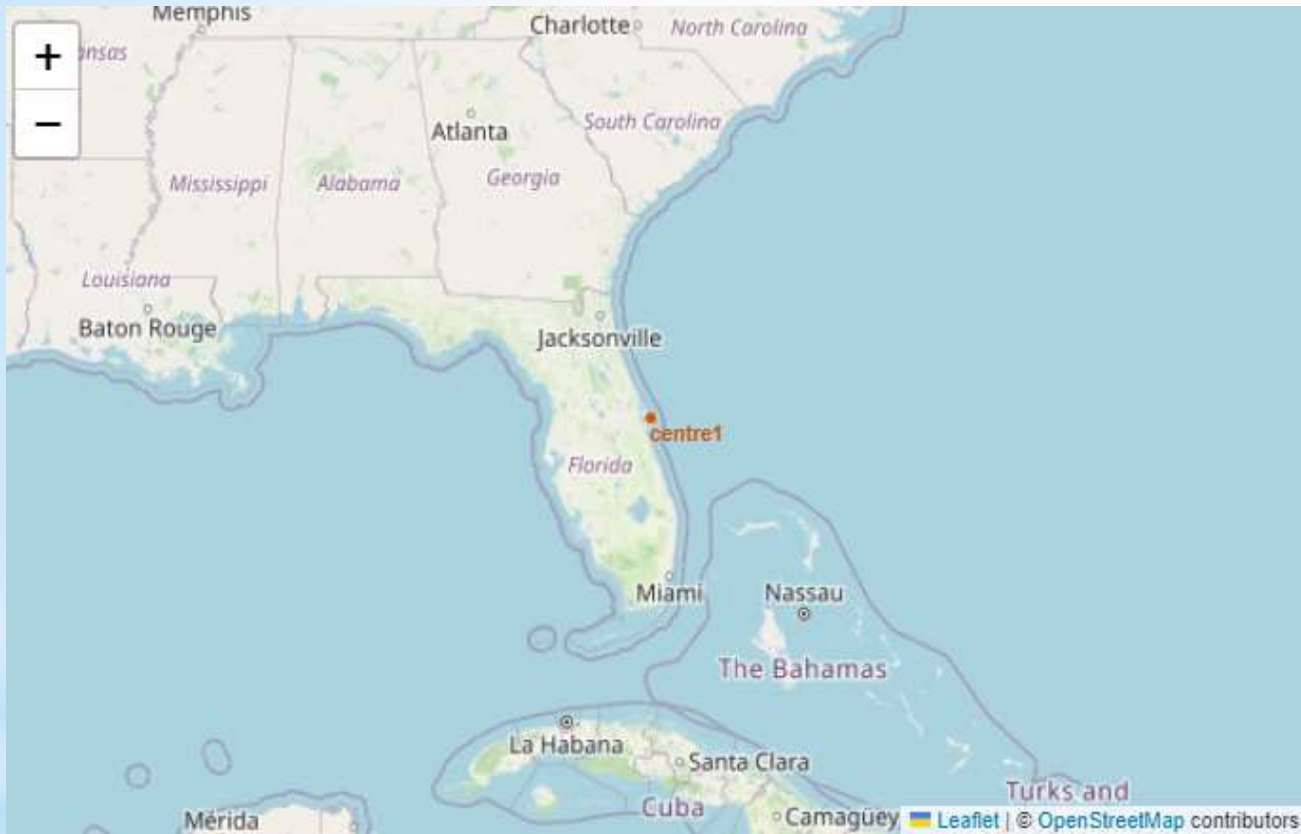 Memphis
Charlotte
North Carolina
+
ansas
−
Atlanta
South Carolina
Mississippi
Alabama
Georgia
Louisiana
Baton Rouge
Jacksonville
centre1
Florida
Miami
Nassau
The Bahamas
La Habana
Santa Clara
Turks and
Cuba
Mérida
Camagüey
Leaflet | © OpenStreetMap contributors